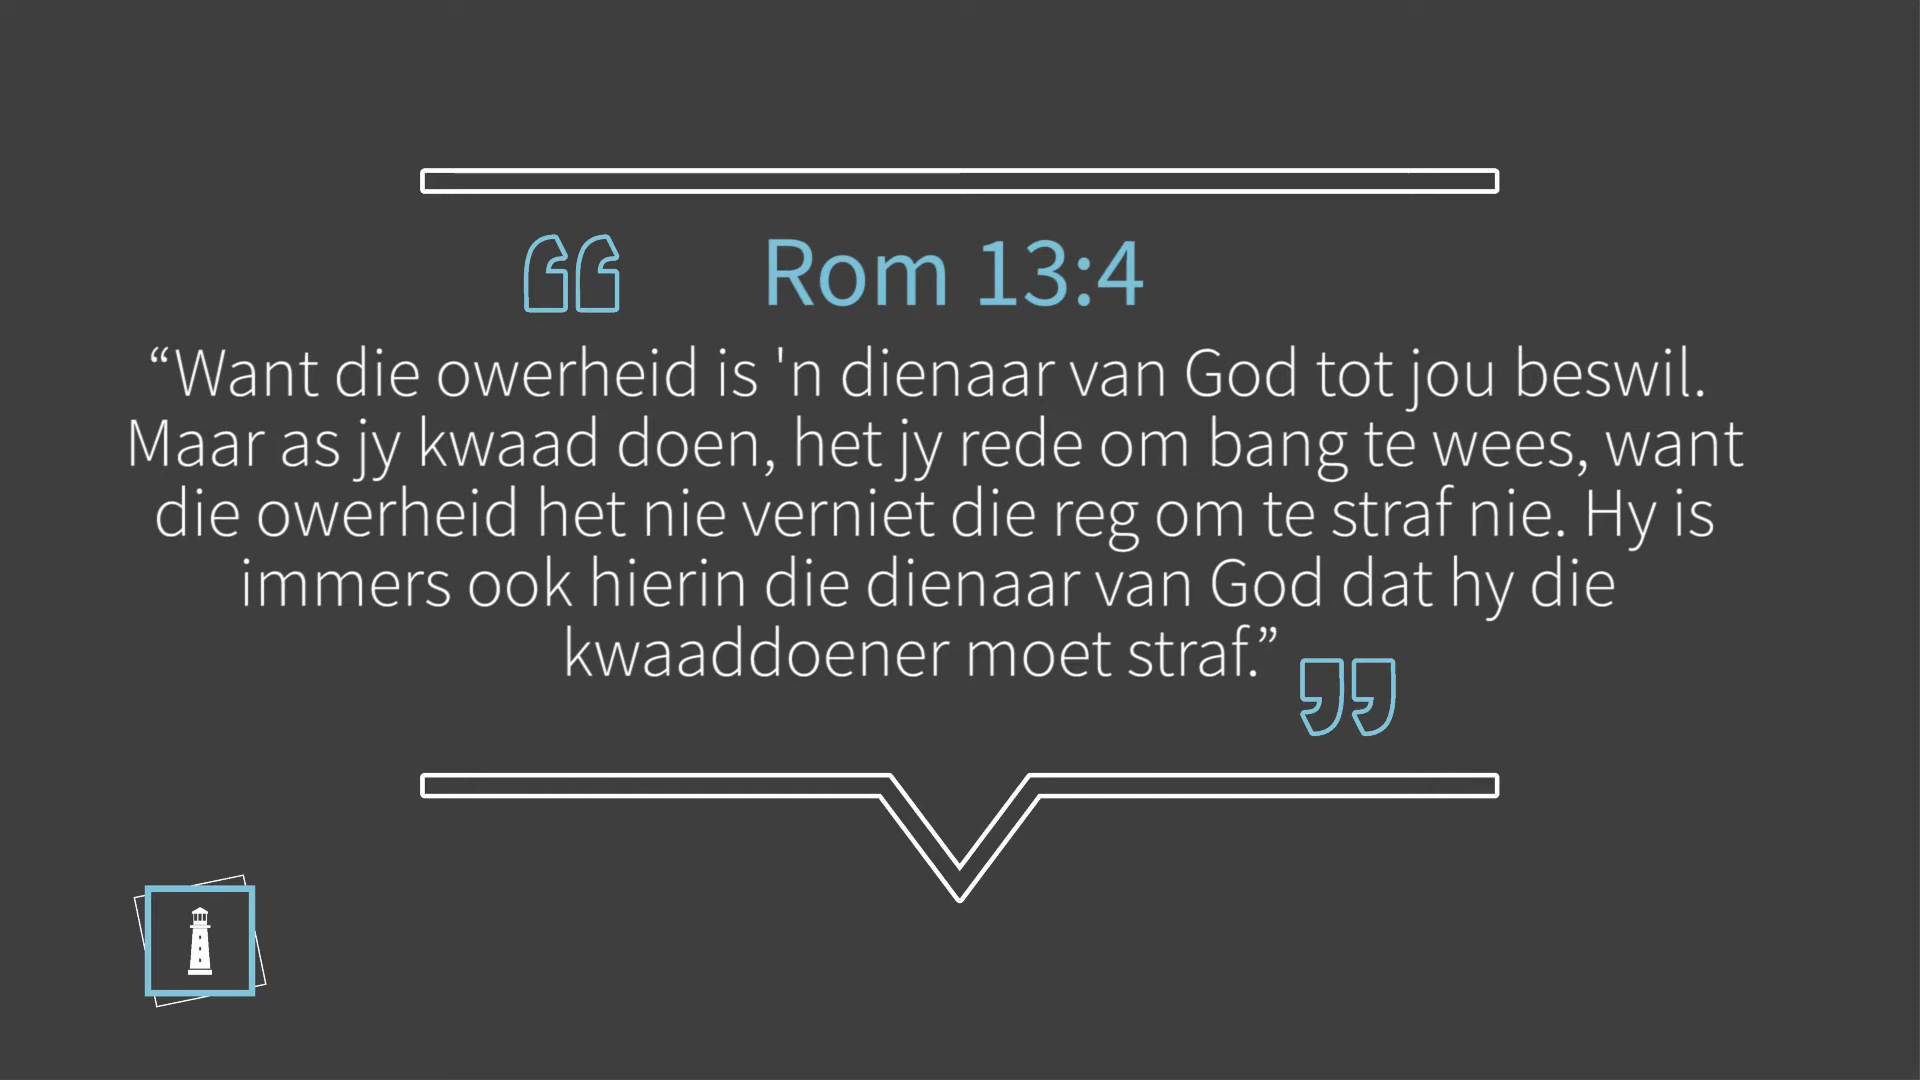 Rom 13:4
“Want die owerheid is 'n dienaar van God tot jou beswil.
Maar as jy kwaad doen, het jy rede om bang te wees, want
die owerheid het nie verniet die reg om te straf nie. Hy is
immers ook hierin die dienaar van God dat hy die
kwaaddoener moet straf.”